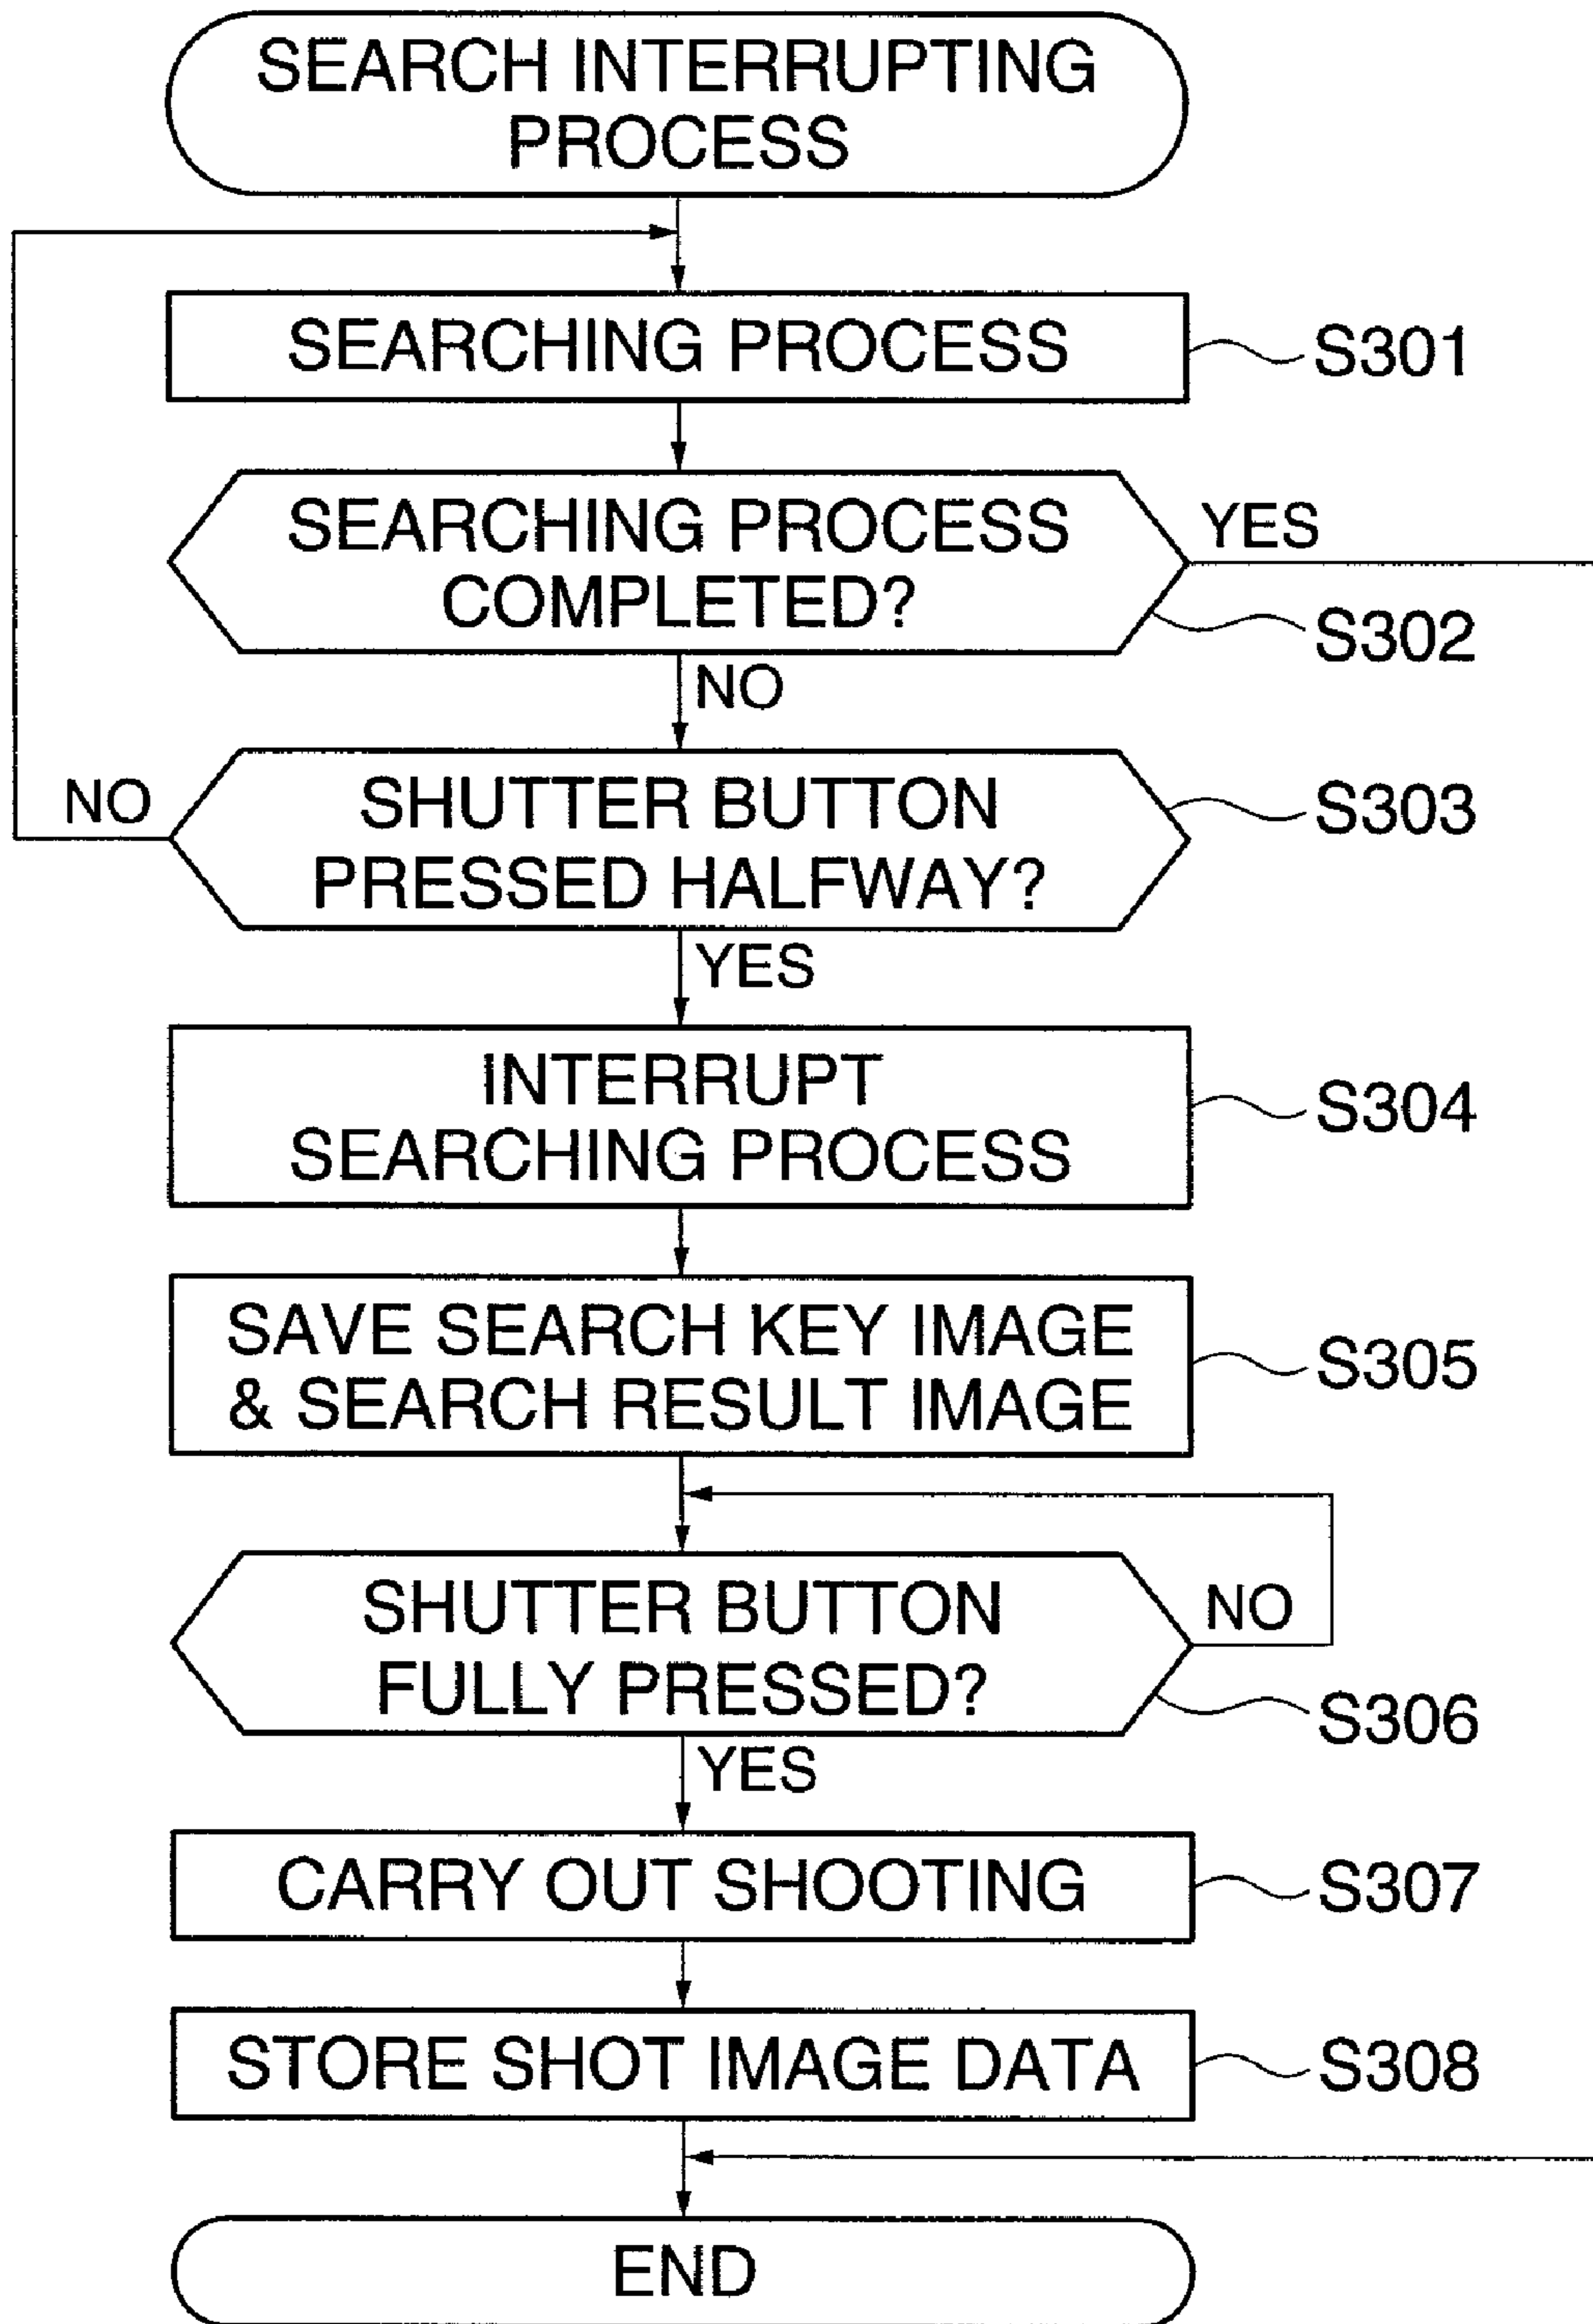 SEARCH INTERRUPTING
PROCESS
SEARCHING PROCESS
S301
SEARCHING PROCESS
COMPLETED?
YES
S302
NO
SHUTTER BUTTON
PRESSED HALFWAY?
NO
S303
YES
INTERRUPT
SEARCHING PROCESS
S304
SAVE SEARCH KEY IMAGE
& SEARCH RESULT IMAGE
S305
SHUTTER BUTTON
FULLY PRESSED?
NO
S306
YES
CARRY OUT SHOOTING
S307
STORE SHOT IMAGE DATA
S308
END